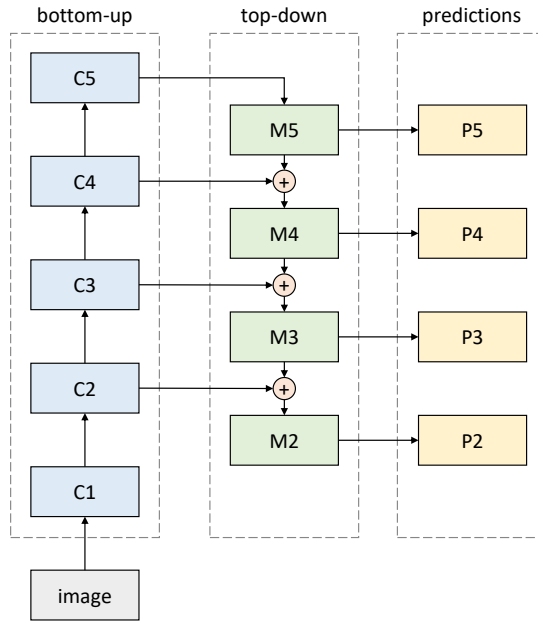 bottom-up
top-down
predictions
C5
M5
P5
C4
+
M4
P4
C3
+
M3
P3
C2
+
M2
P2
C1
image